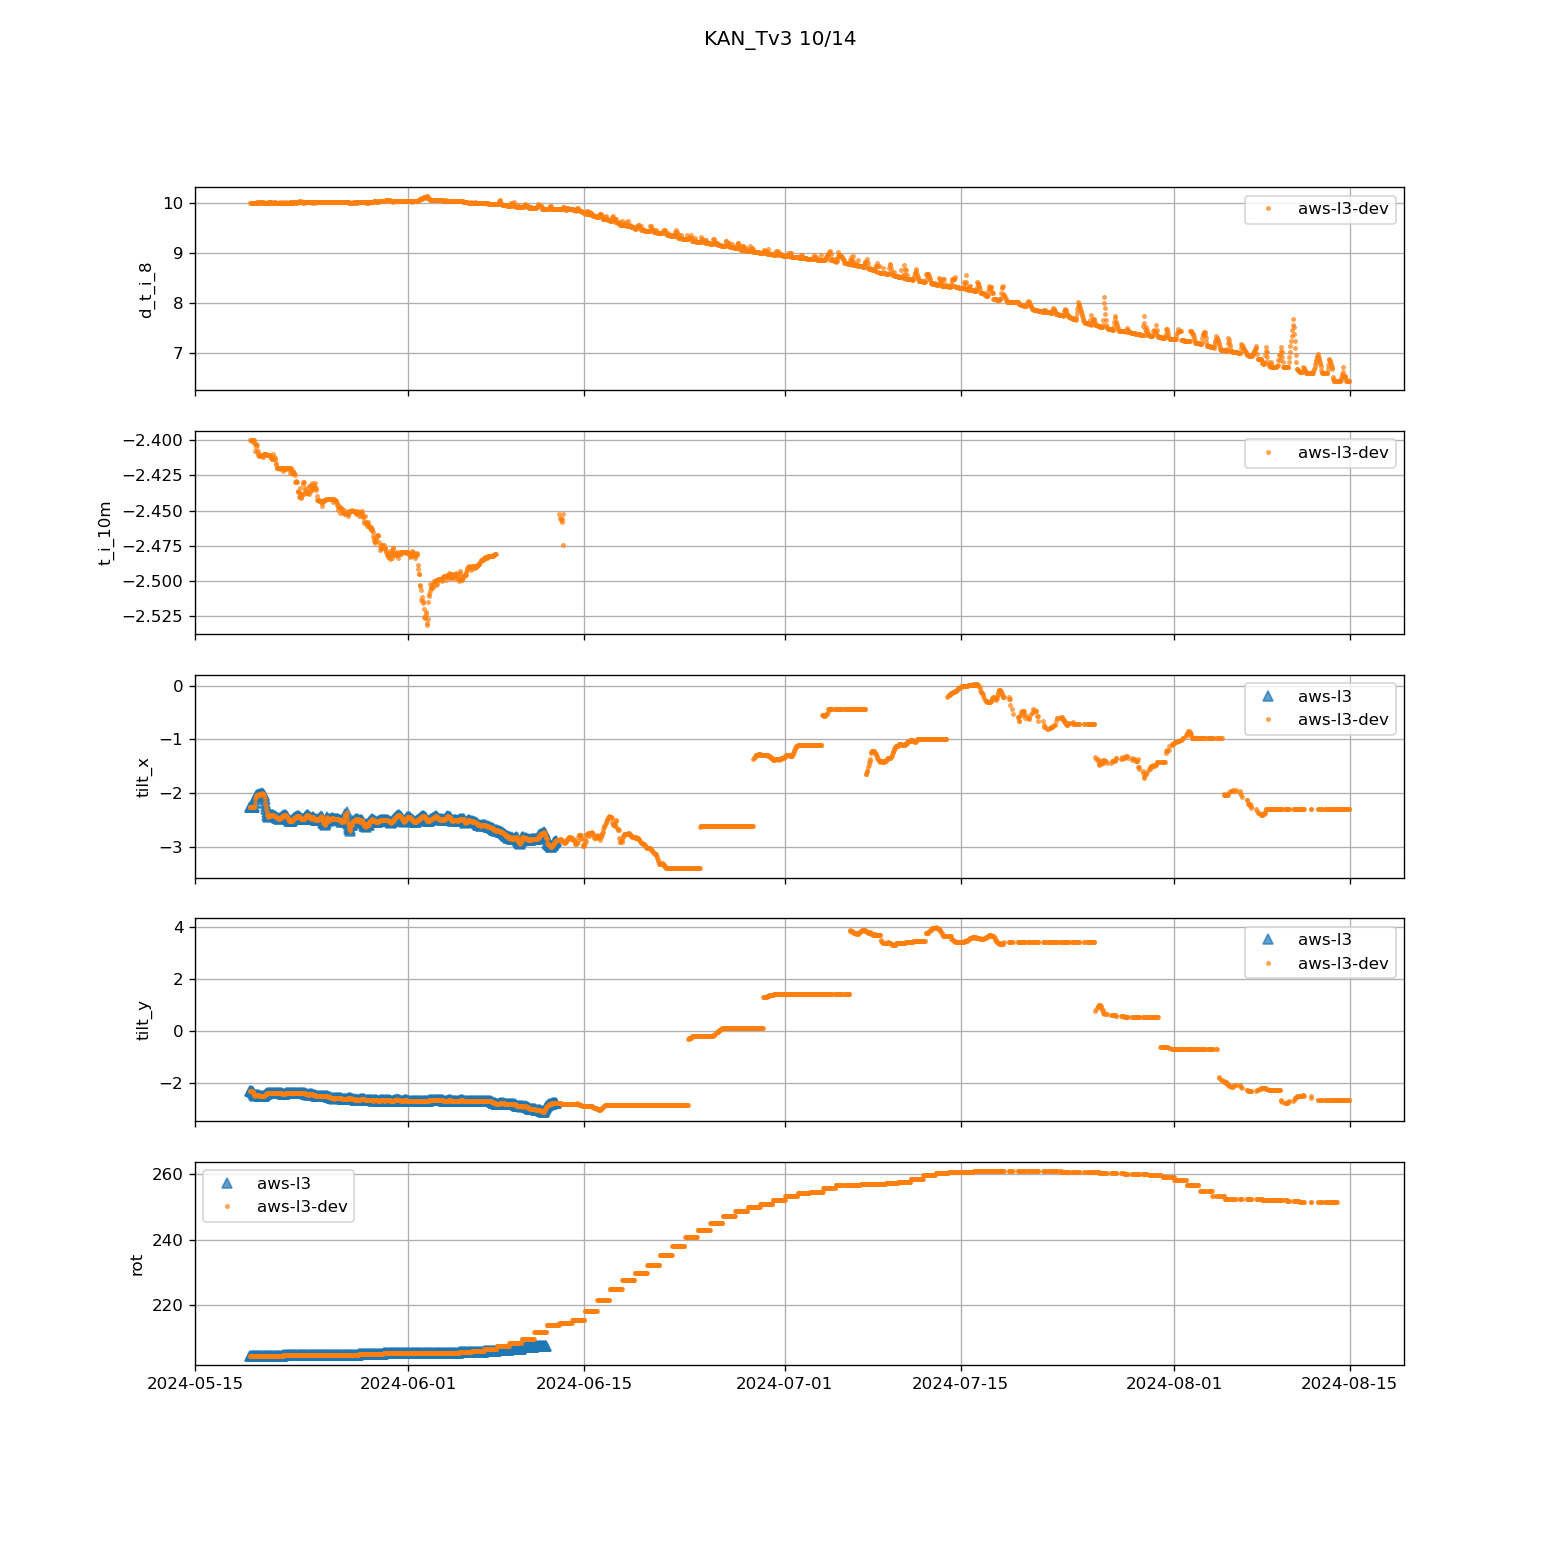 KAN_Tv3 10/14
10
9
8
7
d_t_i_8
aws-l3-dev
−2.400
−2.425
−2.450
−2.475
−2.500
−2.525
t_i_10m
aws-l3-dev
0
−1
−2
−3
tilt_x
aws-l3
aws-l3-dev
4
2
0
−2
tilt_y
aws-l3
aws-l3-dev
260
240
220
rot
aws-l3
aws-l3-dev
2024-05-15 2024-06-01 2024-06-15 2024-07-01 2024-07-15 2024-08-01 2024-08-15